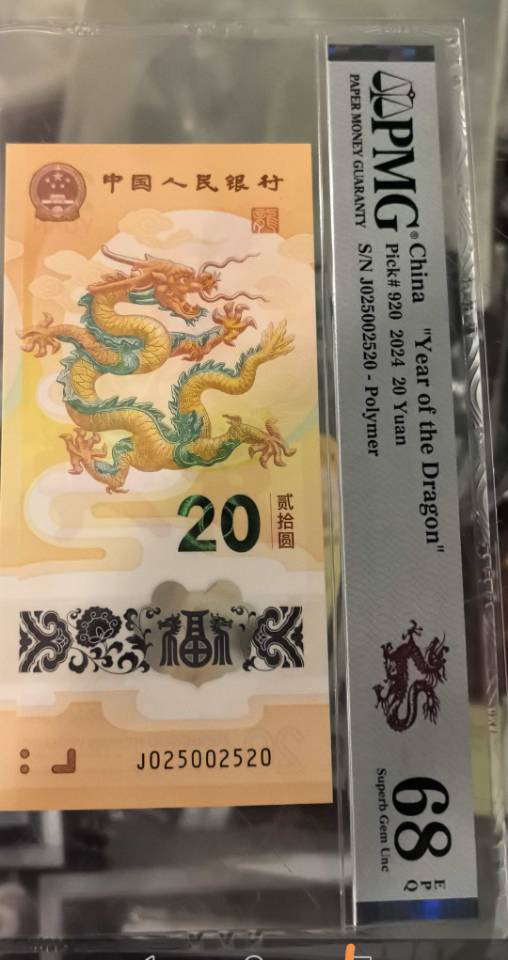 中国人民银行
龍
20
贰拾圆
福
J025002520
PMG®
PAPER MONEY GUARANTY
China "Year of the Dragon"
Pick# 920 2024 20 Yuan
S/N J025002520 - Polymer
68 EPQ
Superb Gem Unc